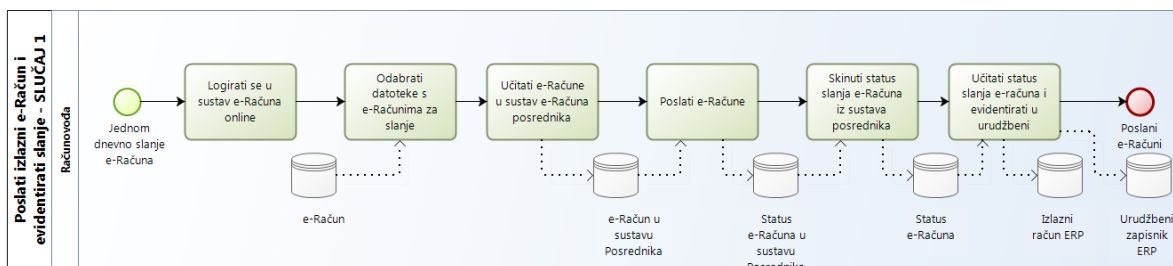 Poslati izlazni e-Račun i
evidentirati slanje - SLUČAJ 1
Računovođa
Jednom
dnevno slanje
e-Računa
Logirati se u
sustav e-Računa
online
Odabrati
datoteke s
e-Računima za
slanje
Učitati e-Račune
u sustav e-Računa
posrednika
Poslati e-Račune
Skinuti status
slanja e-Računa
iz sustava
posrednika
Učitati status
slanja e-računa i
evidentirati u
urudžbeni
Poslani
e-Računi
e-Račun
e-Račun u
sustavu
Posrednika
Status
e-Računa u
sustavu
Posrednika
Status
e-Računa
Izlazni
račun ERP
Urudžbeni
zapisnik
ERP